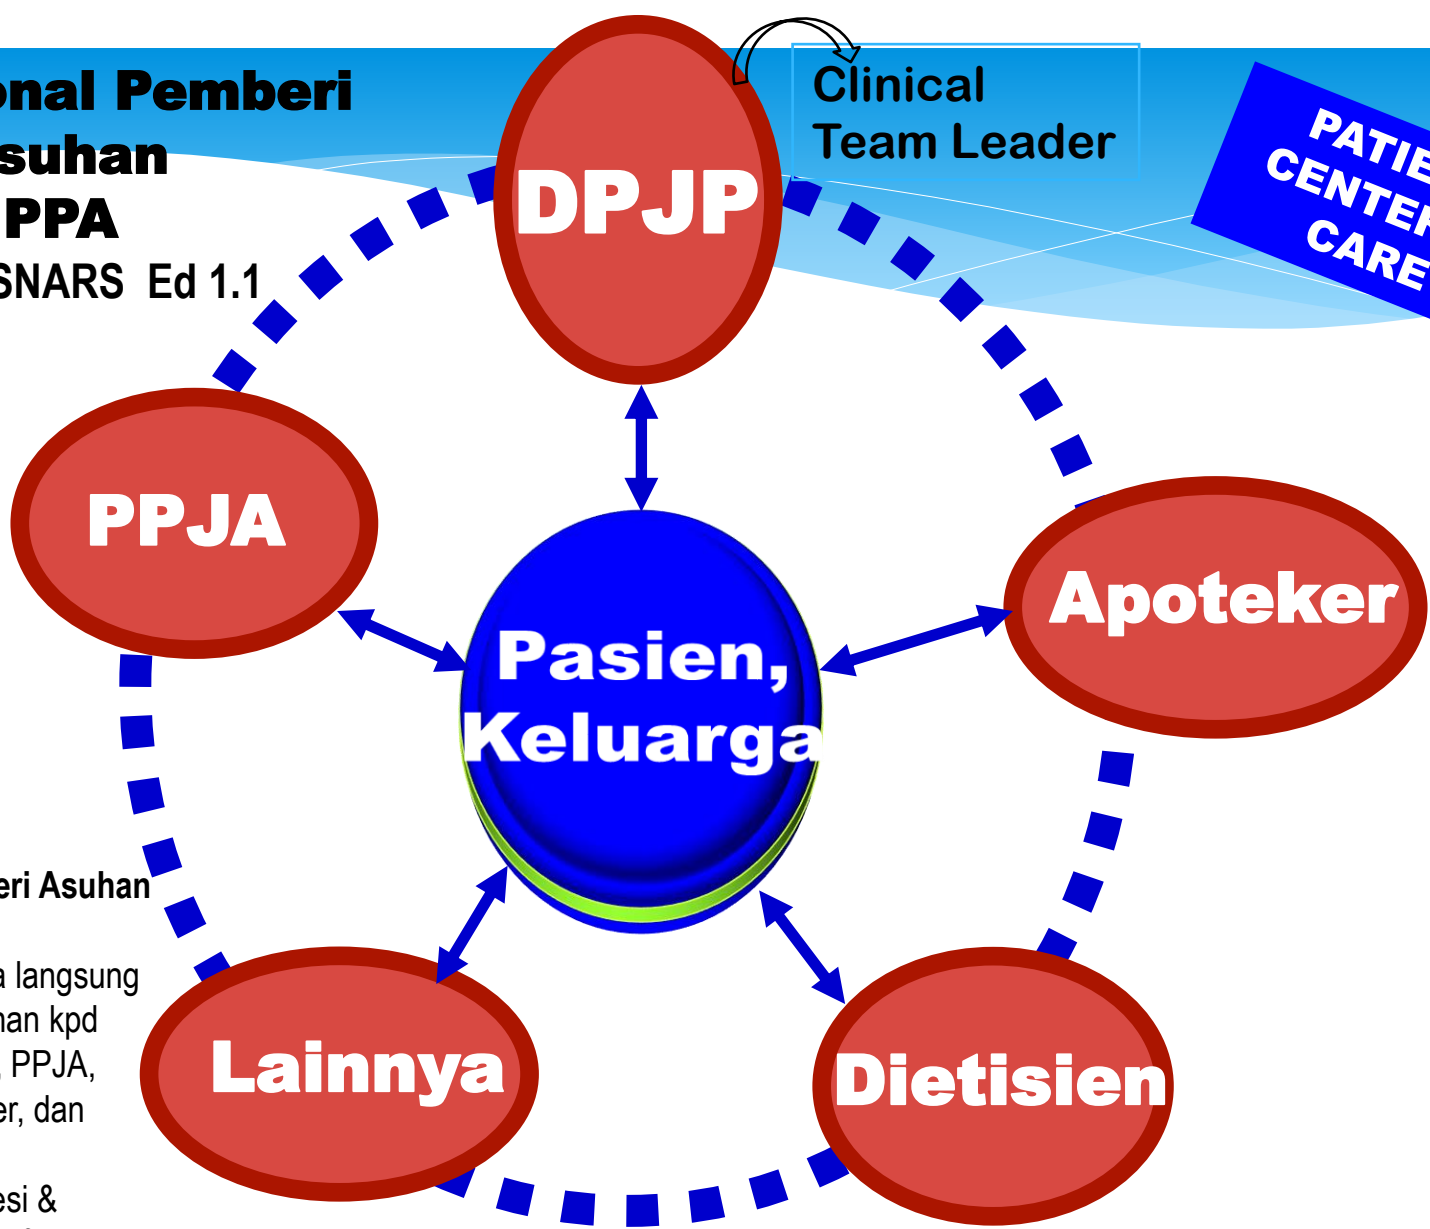 onal Pemberi
suhan
PPA
SNARS Ed 1.1
DPJP
Clinical
Team Leader
PATIE
CENTER
CARE
PPJA
Apoteker
Pasien,
Keluarga
eri Asuhan
a langsung
han kpd
, PPJA,
er, dan
esi &
Lainnya
Dietisien